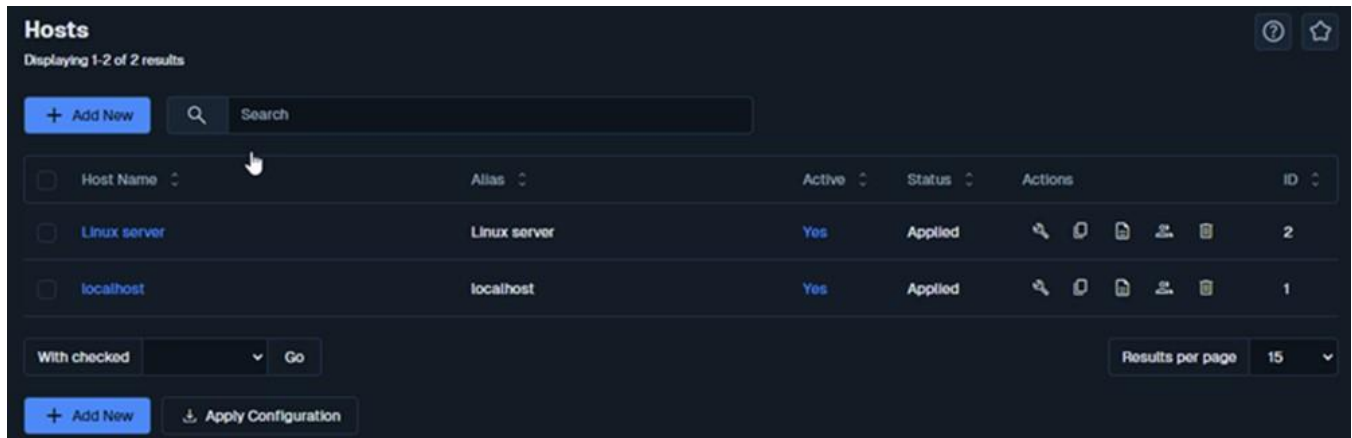 Hosts
Displaying 1-2 of 2 results
+ Add New Search
Host Name Alias Active Status Actions ID
Linux server Linux server Yes Applied 2
localhost localhost Yes Applied 1
With checked Go Results per page 15
+ Add New Apply Configuration